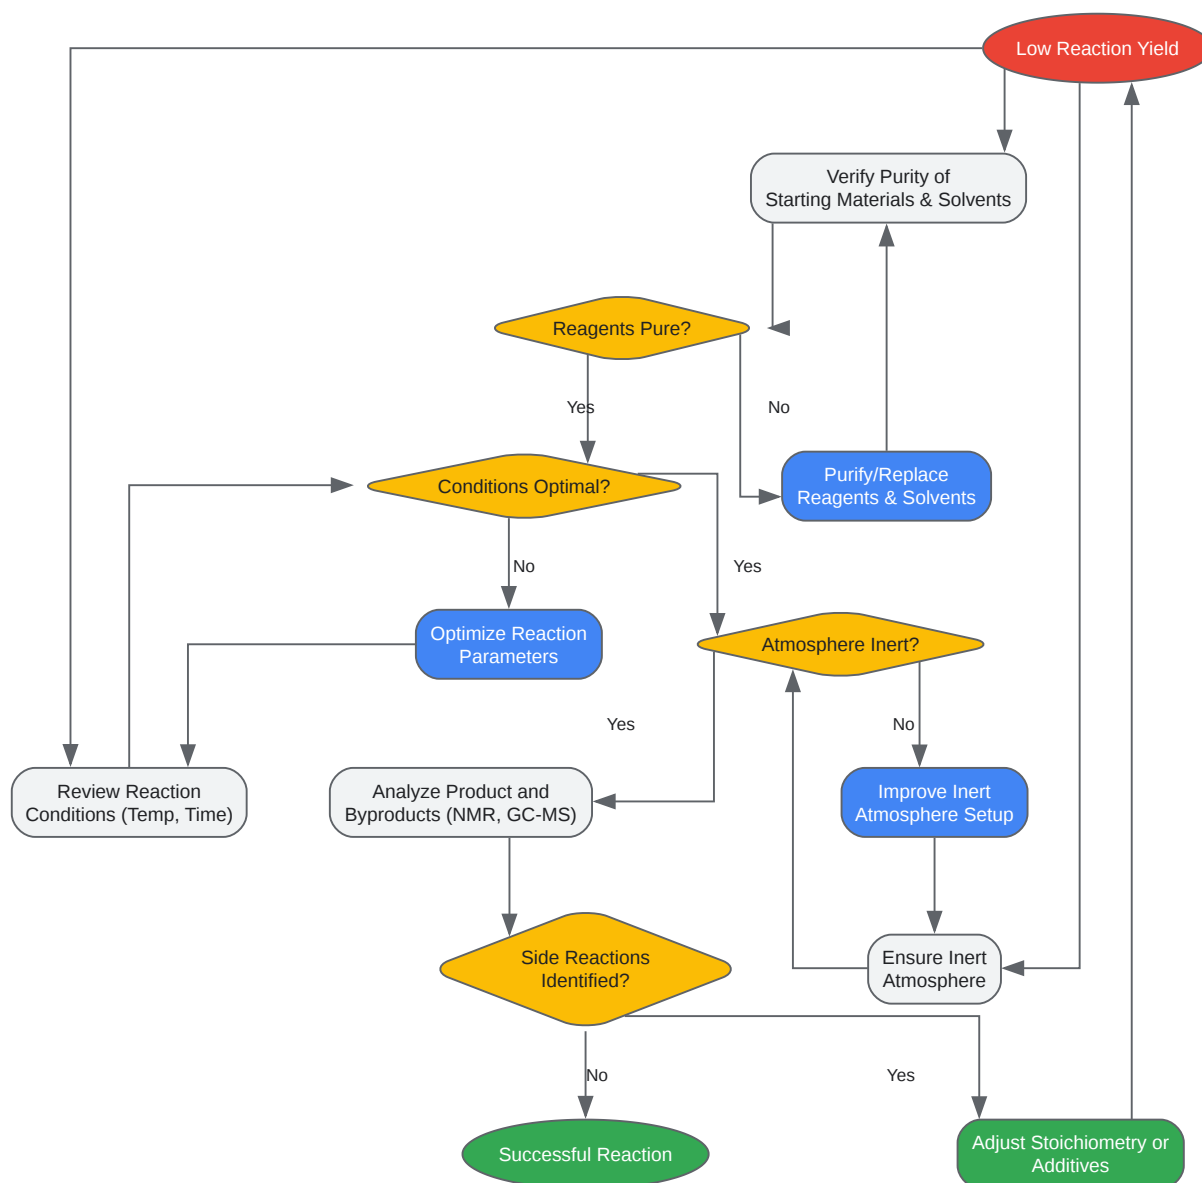 Low Reaction Yield
Verify Purity of
Starting Materials & Solvents
Reagents Pure?
Yes
No
Conditions Optimal?
Purify/Replace
Reagents & Solvents
No
Yes
Optimize Reaction
Parameters
Atmosphere Inert?
Yes
No
Review Reaction
Conditions (Temp, Time)
Analyze Product and
Byproducts (NMR, GC-MS)
Improve Inert
Atmosphere Setup
Side Reactions
Identified?
Ensure Inert
Atmosphere
No
Yes
Successful Reaction
Adjust Stoichiometry or
Additives